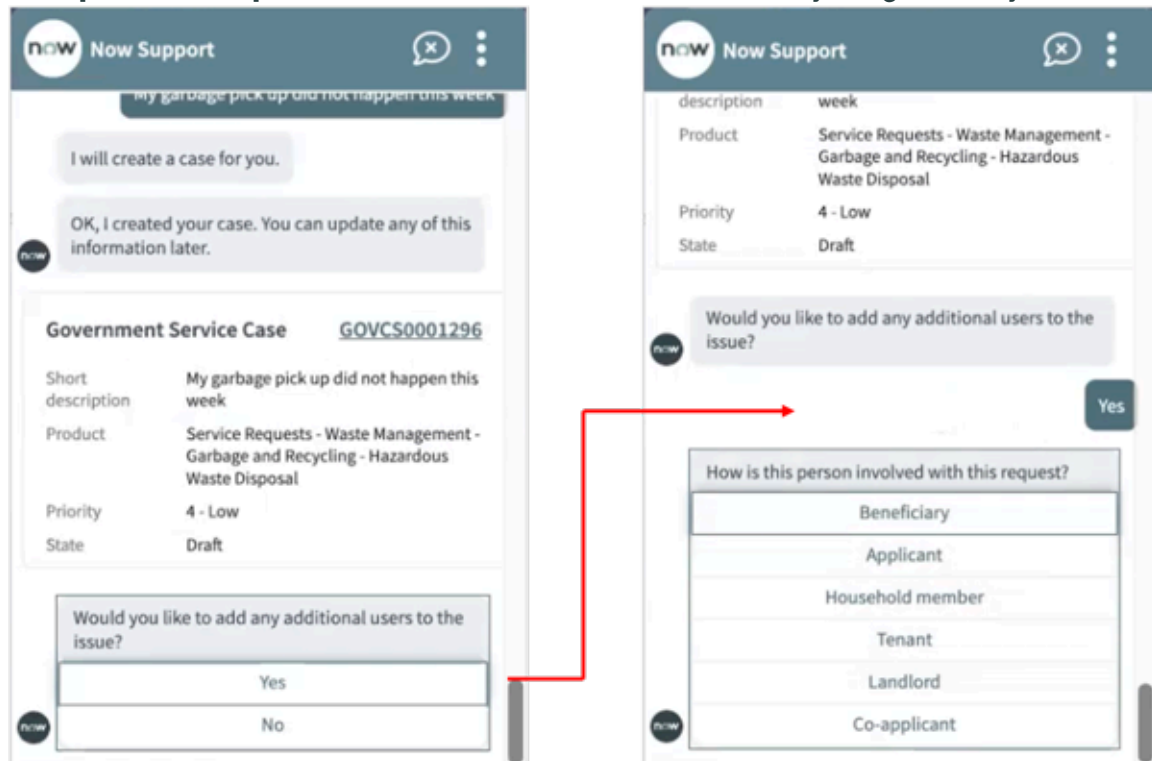 now Now Support
My garbage pick up did not happen this week
I will create a case for you.
OK, I created your case. You can update any of this
information later.
now
Government Service Case GOVCS0001296
Short
description
My garbage pick up did not happen this
week
Product
Service Requests - Waste Management -
Garbage and Recycling - Hazardous
Waste Disposal
Priority 4 - Low
State Draft
Would you like to add any additional users to the
issue?
Yes
No
now
now Now Support
description week
Product
Service Requests - Waste Management -
Garbage and Recycling - Hazardous
Waste Disposal
Priority 4 - Low
State Draft
Would you like to add any additional users to the
issue?
now
Yes
How is this person involved with this request?
Beneficiary
Applicant
Household member
Tenant
Landlord
Co-applicant
now